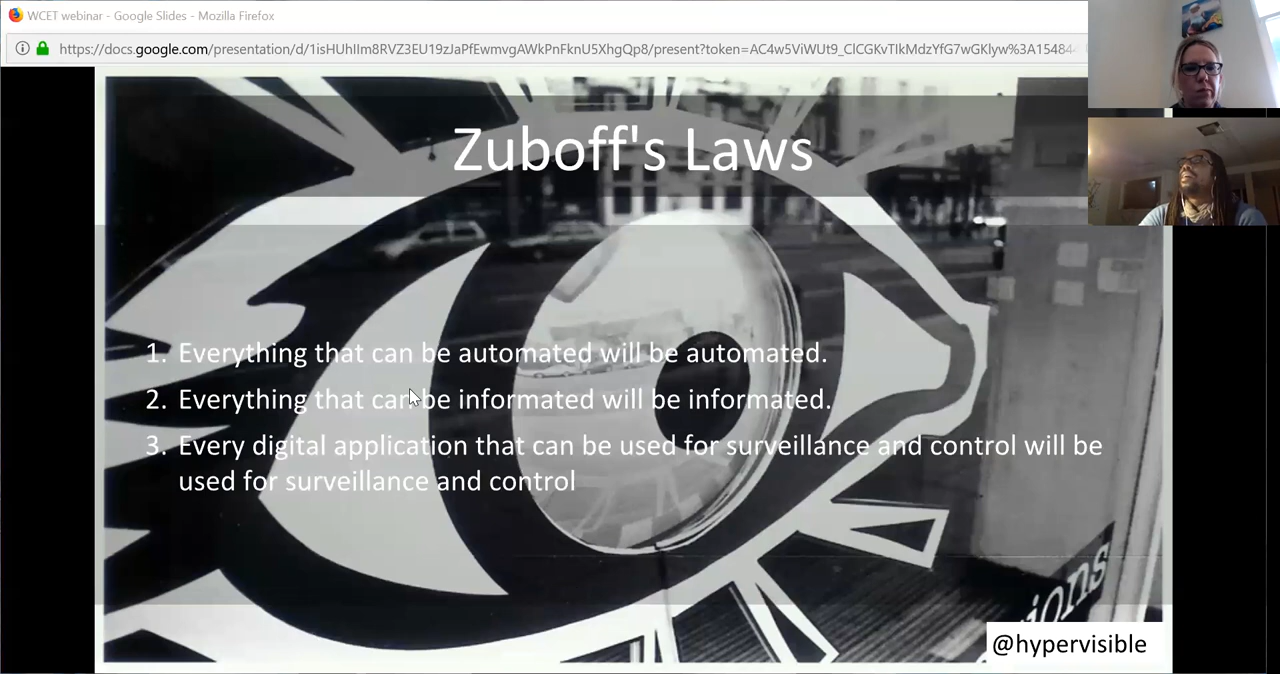 WCET webinar - Google Slides - Mozilla Firefox
https://docs.google.com/presentation/d/1isHUhIIm8RVZ3EU19zJaPfEwmvgAWkPnFknU5XhgQp8/present?token=AC4w5ViWUt9_ClCGKvTlkMdzYfG7wGKlyw%3A15484
Zuboff's Laws
1. Everything that can be automated will be automated.
2. Everything that can be informated will be informated.
3. Every digital application that can be used for surveillance and control will be
used for surveillance and control
ions
@hypervisible